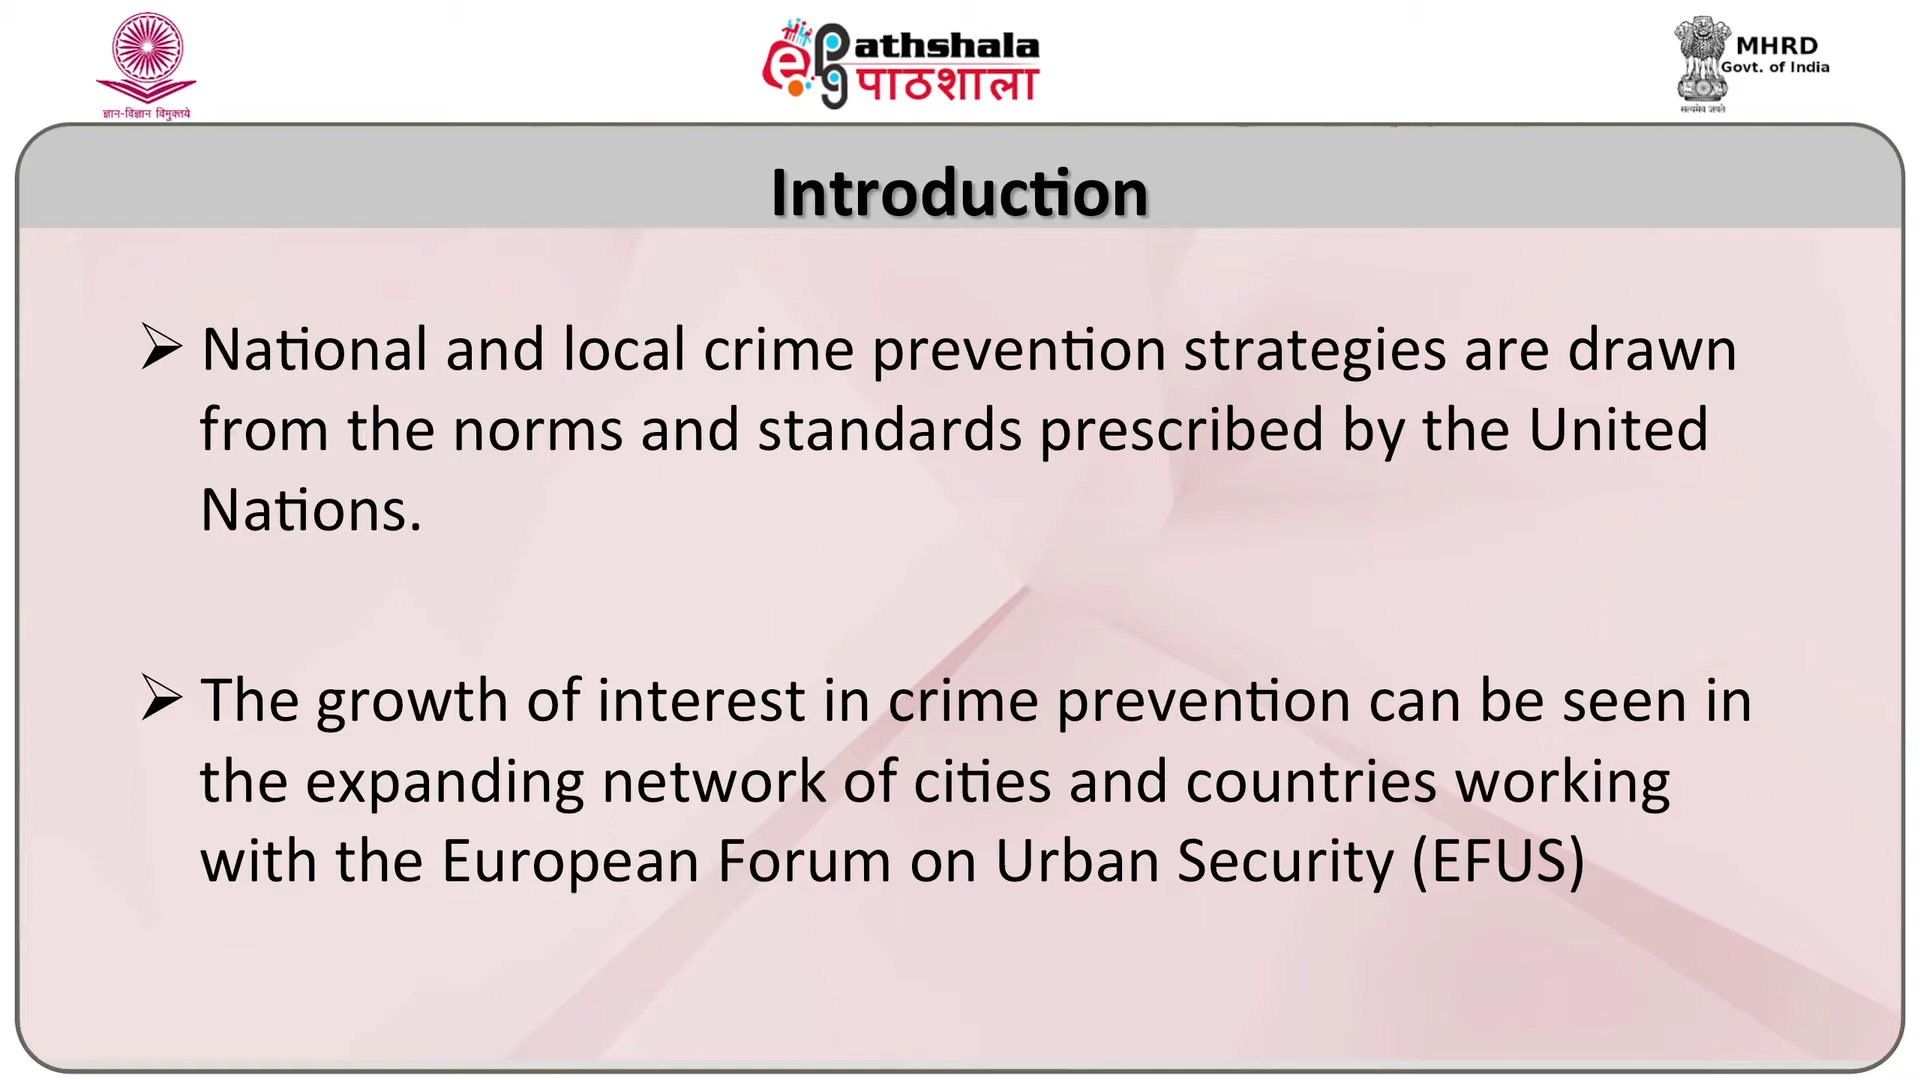 ज्ञान-विज्ञान विमुक्तये
ePG athshala
पाठशाला
MHRD
Govt. of India
सत्यमेव जयते
Introduction
➢ National and local crime prevention strategies are drawn
from the norms and standards prescribed by the United
Nations.
➢ The growth of interest in crime prevention can be seen in
the expanding network of cities and countries working
with the European Forum on Urban Security (EFUS)